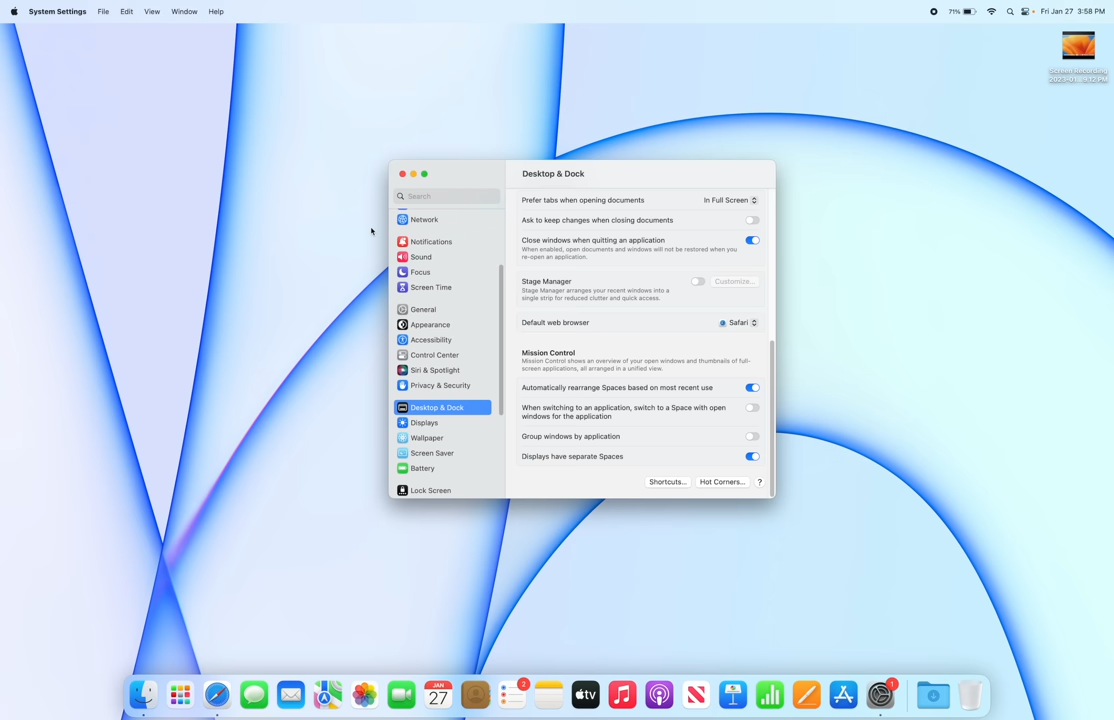 System Settings File Edit View Window Help 71% Fri Jan 27 3:58 PM
Screen Recording
Desktop & Dock
Search
Network
Notifications
Sound
Focus
Screen Time
General
Appearance
Accessibility
Control Center
Siri & Spotlight
Privacy & Security
Desktop & Dock
Displays
Wallpaper
Screen Saver
Battery
Lock Screen
Prefer tabs when opening documents In Full Screen
Ask to keep changes when closing documents
Close windows when quitting an application
When enabled, open documents and windows will not be restored when you
re-open an application.
Stage Manager Customize...
Stage Manager arranges your recent windows into a
single strip for reduced clutter and quick access.
Default web browser Safari
Mission Control
Mission Control shows an overview of your open windows and thumbnails of full-
screen applications, all arranged in a unified view.
Automatically rearrange Spaces based on most recent use
When switching to an application, switch to a Space with open
windows for the application
Group windows by application
Displays have separate Spaces
Shortcuts... Hot Corners... ?
JAN
27
2
tv
1